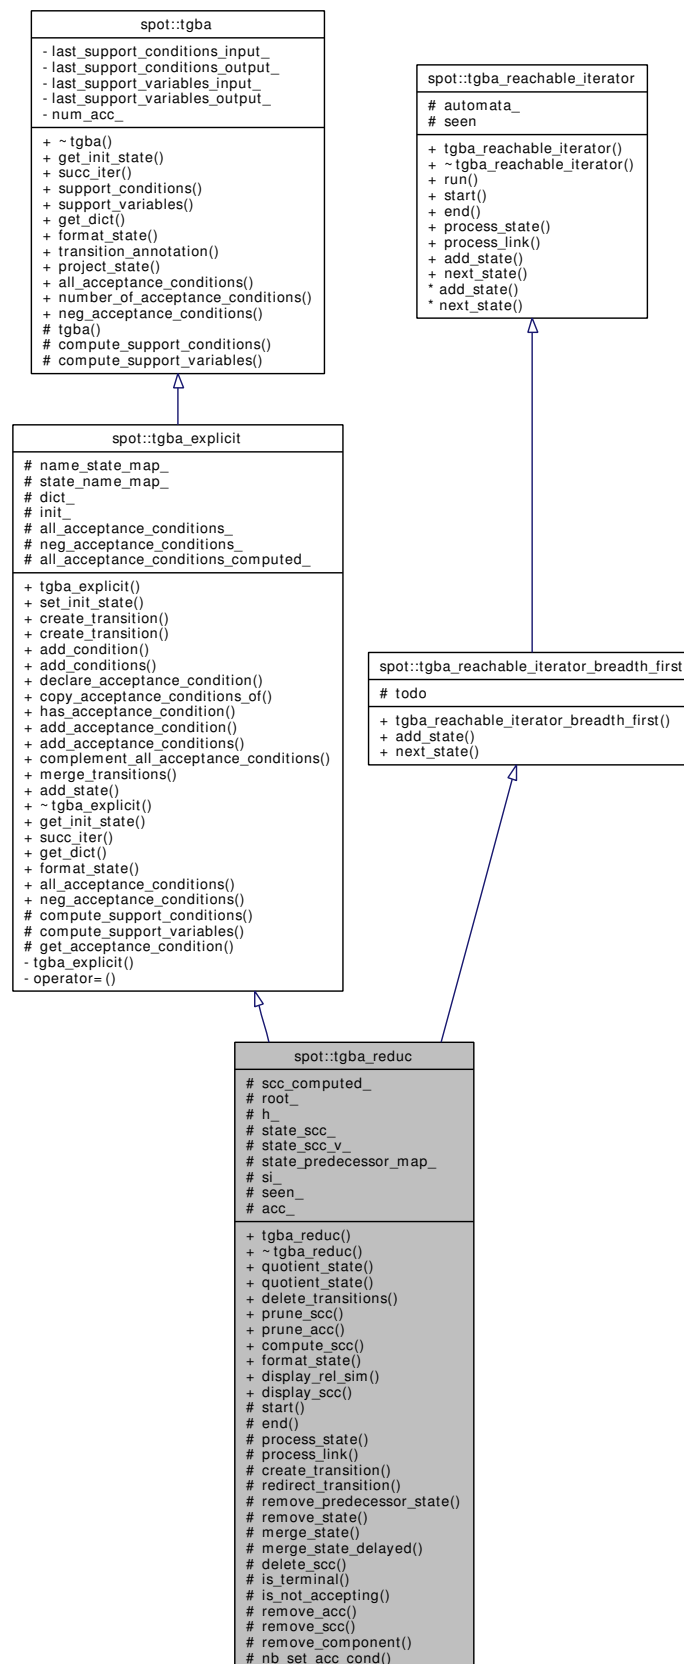 spot::tgba
- last_support_conditions_input_
- last_support_conditions_output_
- last_support_variables_input_
- last_support_variables_output_
- num_acc_
+ ~tgba()
+ get_init_state()
+ succ_iter()
+ support_conditions()
+ support_variables()
+ get_dict()
+ format_state()
+ transition_annotation()
+ project_state()
+ all_acceptance_conditions()
+ number_of_acceptance_conditions()
+ neg_acceptance_conditions()
# tgba()
# compute_support_conditions()
# compute_support_variables()
spot::tgba_reachable_iterator
# automata_
# seen
+ tgba_reachable_iterator()
+ ~tgba_reachable_iterator()
+ run()
+ start()
+ end()
+ process_state()
+ process_link()
+ add_state()
+ next_state()
* add_state()
* next_state()
spot::tgba_explicit
# name_state_map_
# state_name_map_
# dict_
# init_
# all_acceptance_conditions_
# neg_acceptance_conditions_
# all_acceptance_conditions_computed_
+ tgba_explicit()
+ set_init_state()
+ create_transition()
+ create_transition()
+ add_condition()
+ add_conditions()
+ declare_acceptance_condition()
+ copy_acceptance_conditions_of()
+ has_acceptance_condition()
+ add_acceptance_condition()
+ add_acceptance_conditions()
+ complement_all_acceptance_conditions()
+ merge_transitions()
+ add_state()
+ ~tgba_explicit()
+ get_init_state()
+ succ_iter()
+ get_dict()
+ format_state()
+ all_acceptance_conditions()
+ neg_acceptance_conditions()
# compute_support_conditions()
# compute_support_variables()
# get_acceptance_condition()
- tgba_explicit()
- operator=()
spot::tgba_reachable_iterator_breadth_first
# todo
+ tgba_reachable_iterator_breadth_first()
+ add_state()
+ next_state()
spot::tgba_reduc
# scc_computed_
# root_
# h_
# state_scc_
# state_scc_v_
# state_predecessor_map_
# si_
# seen_
# acc_
+ tgba_reduc()
+ ~tgba_reduc()
+ quotient_state()
+ quotient_state()
+ delete_transitions()
+ prune_scc()
+ prune_acc()
+ compute_scc()
+ format_state()
+ display_rel_sim()
+ display_scc()
# start()
# end()
# process_state()
# process_link()
# create_transition()
# redirect_transition()
# remove_predecessor_state()
# remove_state()
# merge_state()
# merge_state_delayed()
# delete_scc()
# is_terminal()
# is_not_accepting()
# remove_acc()
# remove_scc()
# remove_component()
# nb_set_acc_cond()